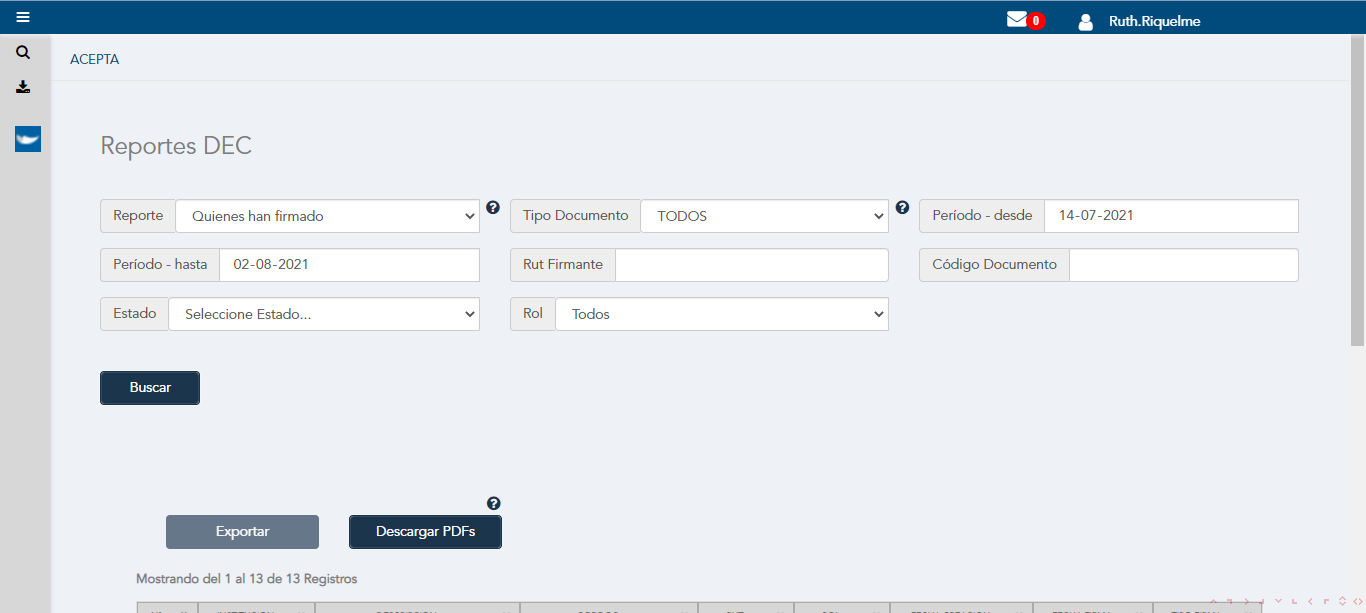 0 Ruth.Riquelme
ACEPTA
Reportes DEC
Reporte Quienes han firmado Tipo Documento TODOS Período - desde 14-07-2021
Período - hasta 02-08-2021 Rut Firmante Código Documento
Estado Seleccione Estado... Rol Todos
Buscar
Exportar Descargar PDFs
Mostrando del 1 al 13 de 13 Registros